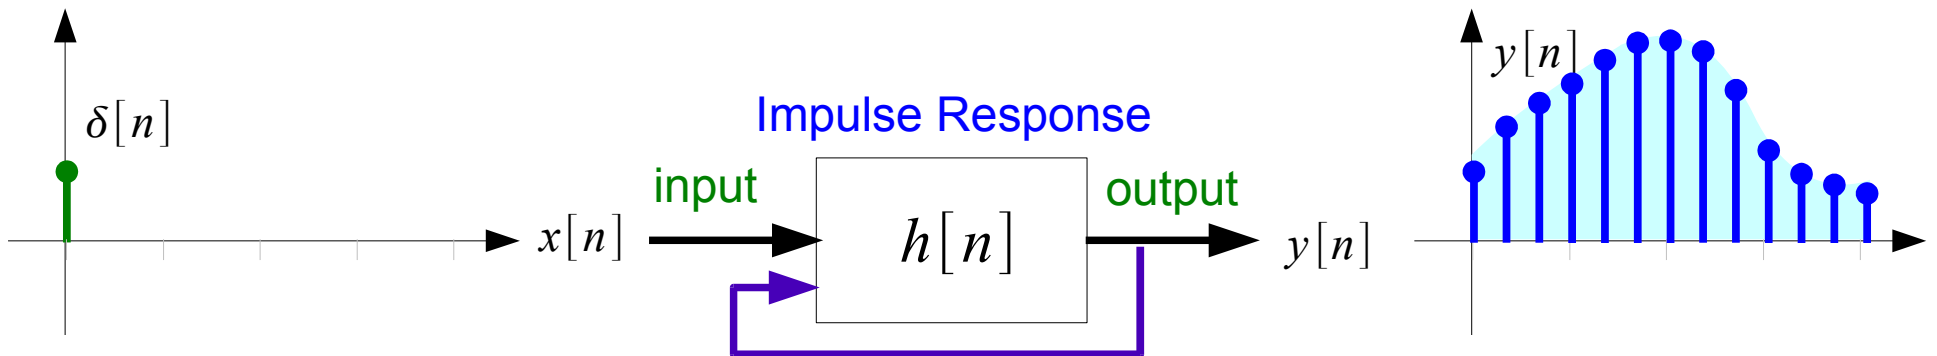 δ[n]
Impulse Response
input
output
x[n]
h[n]
y[n]
y[n]